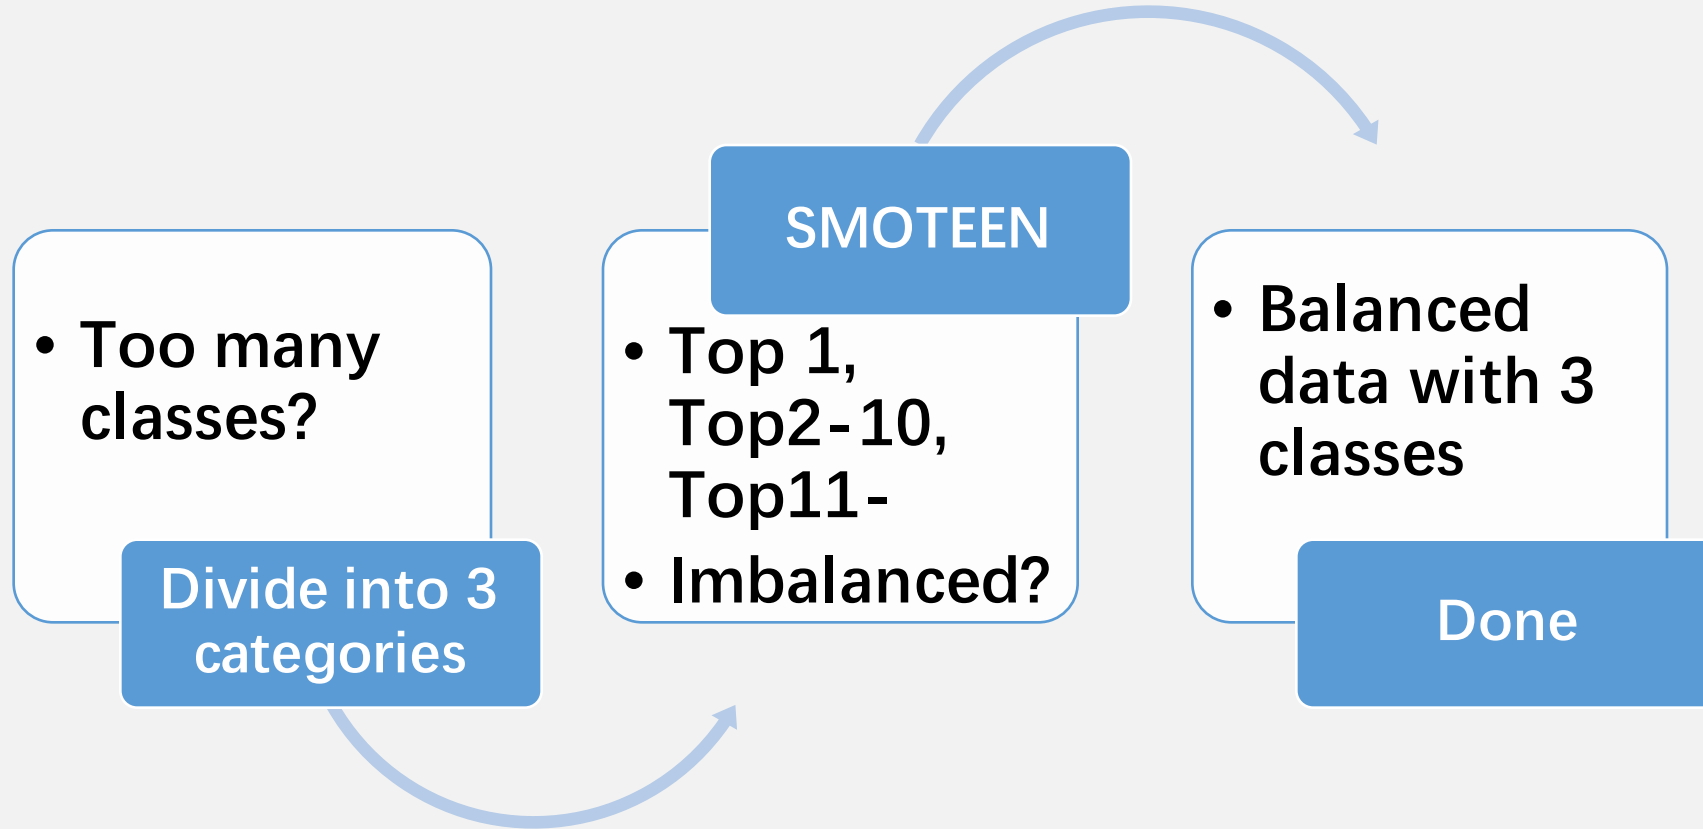 • Too many
classes?
Divide into 3
categories
SMOTEEN
• Top 1,
Top2-10,
Top11-
• Imbalanced?
• Balanced
data with 3
classes
Done